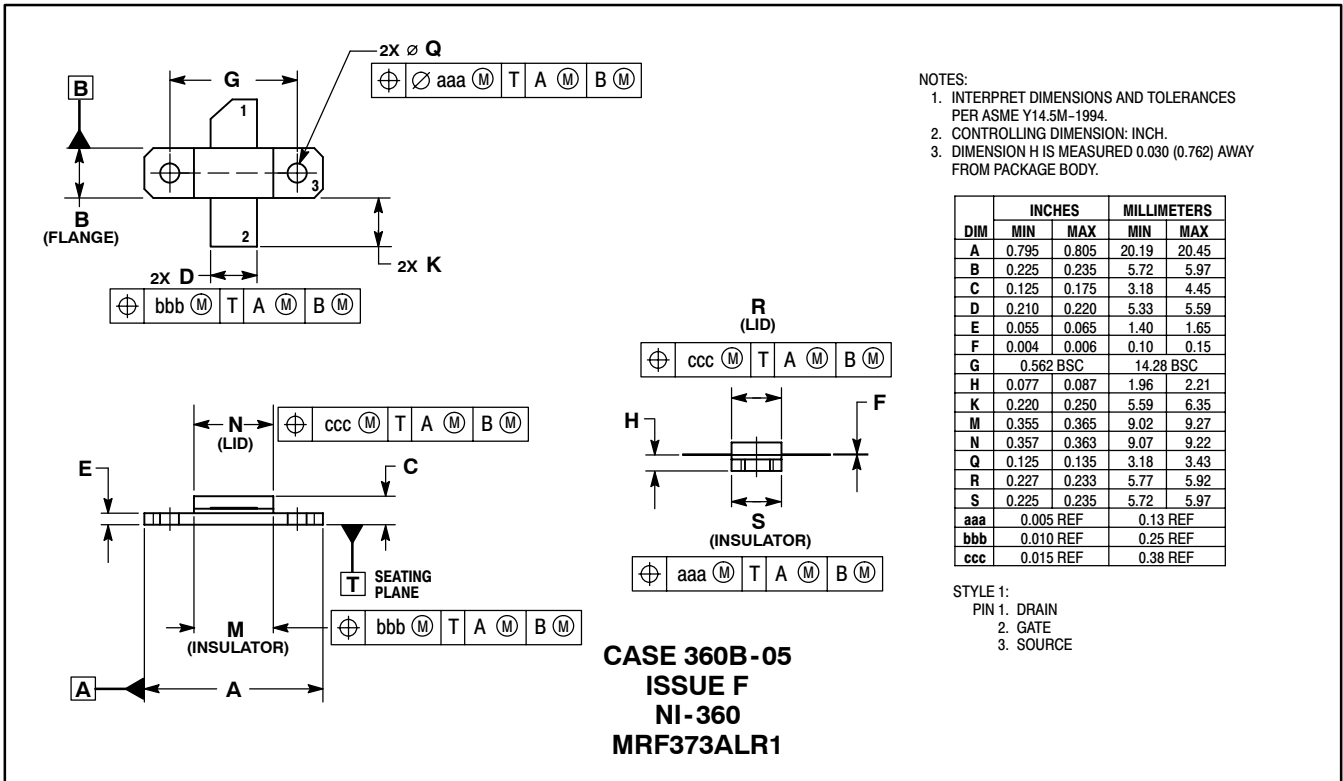 2X ⌀ Q
⌖ ⌀ aaa Ⓜ T A Ⓜ B Ⓜ
G
B
1
3
B
(FLANGE)
2
2X K
2X D
⌖ bbb Ⓜ T A Ⓜ B Ⓜ
N
(LID)
⌖ ccc Ⓜ T A Ⓜ B Ⓜ
E
C
T SEATING
PLANE
M
(INSULATOR)
⌖ bbb Ⓜ T A Ⓜ B Ⓜ
A
A
R
(LID)
⌖ ccc Ⓜ T A Ⓜ B Ⓜ
H
F
S
(INSULATOR)
⌖ aaa Ⓜ T A Ⓜ B Ⓜ
CASE 360B-05
ISSUE F
NI-360
MRF373ALR1
NOTES:
1. INTERPRET DIMENSIONS AND TOLERANCES
PER ASME Y14.5M-1994.
2. CONTROLLING DIMENSION: INCH.
3. DIMENSION H IS MEASURED 0.030 (0.762) AWAY
FROM PACKAGE BODY.
INCHES MILLIMETERS
DIM MIN MAX MIN MAX
A 0.795 0.805 20.19 20.45
B 0.225 0.235 5.72 5.97
C 0.125 0.175 3.18 4.45
D 0.210 0.220 5.33 5.59
E 0.055 0.065 1.40 1.65
F 0.004 0.006 0.10 0.15
G 0.562 BSC 14.28 BSC
H 0.077 0.087 1.96 2.21
K 0.220 0.250 5.59 6.35
M 0.355 0.365 9.02 9.27
N 0.357 0.363 9.07 9.22
Q 0.125 0.135 3.18 3.43
R 0.227 0.233 5.77 5.92
S 0.225 0.235 5.72 5.97
aaa 0.005 REF 0.13 REF
bbb 0.010 REF 0.25 REF
ccc 0.015 REF 0.38 REF
STYLE 1:
PIN 1. DRAIN
2. GATE
3. SOURCE